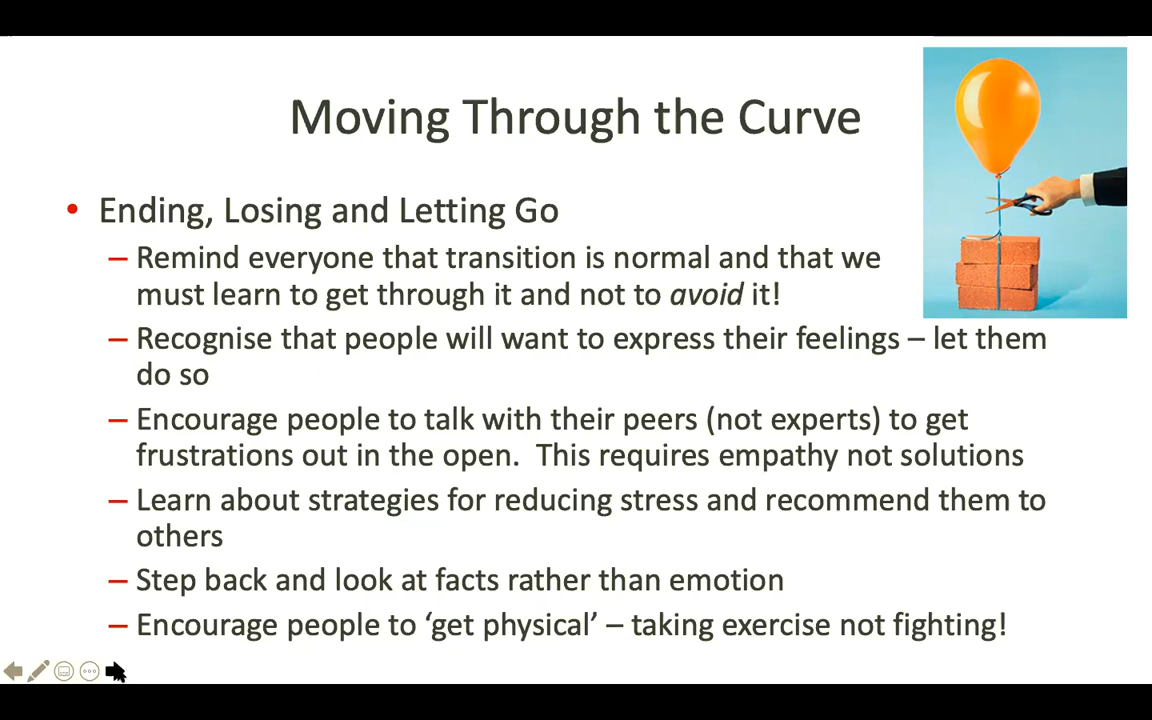 Moving Through the Curve
• Ending, Losing and Letting Go
– Remind everyone that transition is normal and that we
must learn to get through it and not to avoid it!
– Recognise that people will want to express their feelings – let them
do so
– Encourage people to talk with their peers (not experts) to get
frustrations out in the open.  This requires empathy not solutions
– Learn about strategies for reducing stress and recommend them to
others
– Step back and look at facts rather than emotion
– Encourage people to ‘get physical’ – taking exercise not fighting!